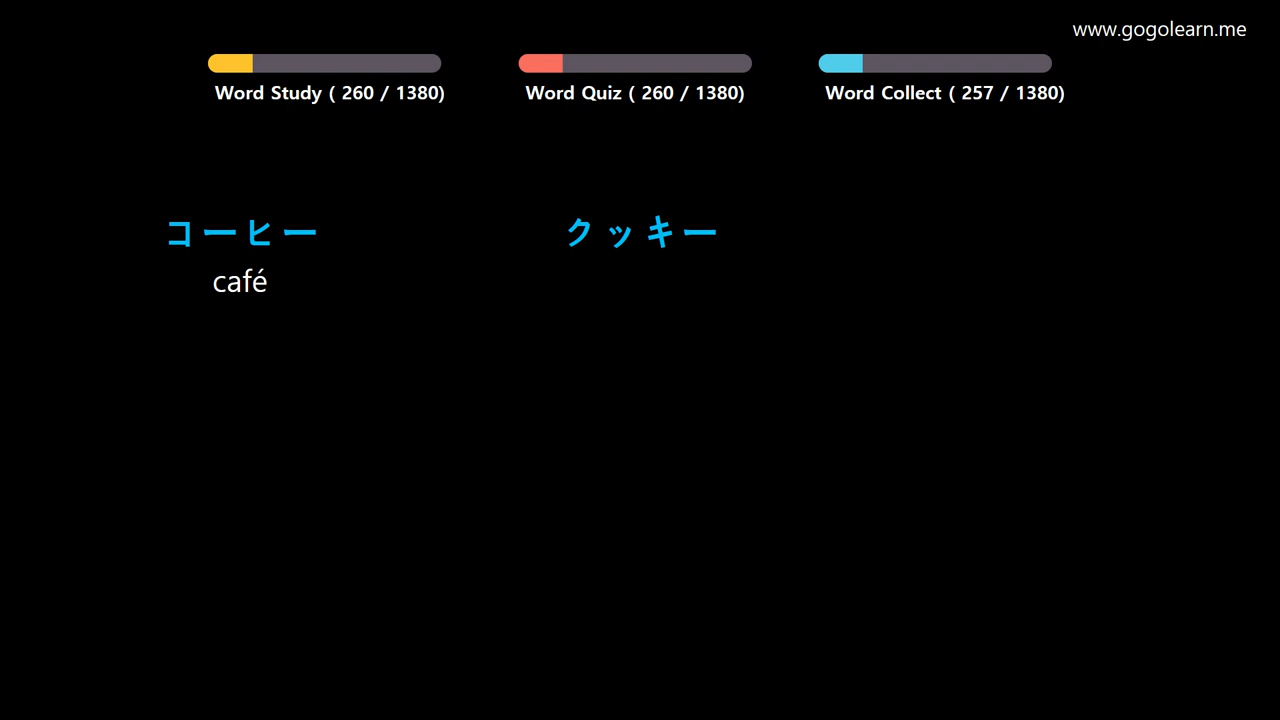 www.gogolearn.me
Word Study ( 260 / 1380)
Word Quiz ( 260 / 1380)
Word Collect ( 257 / 1380)
コーヒー
café
クッキー